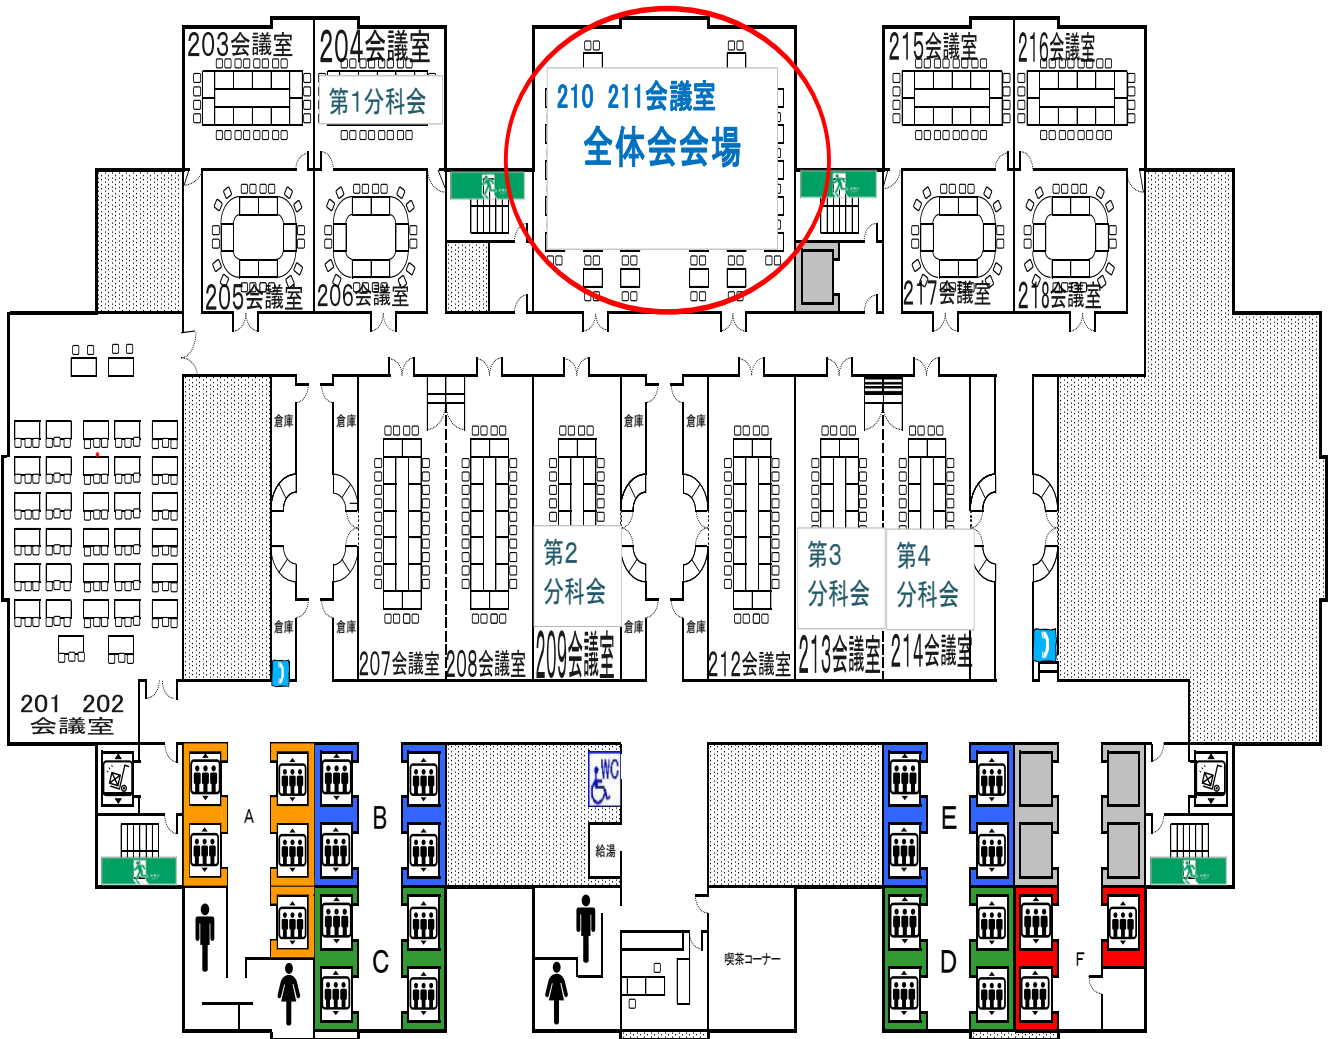 203会議室
204会議室
第1分科会
210 211会議室
全体会会場
215会議室
216会議室
205会議室
206会議室
217会議室
218会議室
倉庫
倉庫
倉庫
倉庫
第2
分科会
第3
分科会
第4
分科会
倉庫
倉庫
倉庫
倉庫
207会議室
208会議室
209会議室
212会議室
213会議室
214会議室
201 202
会議室
WC
A
B
E
給湯
C
喫茶コーナー
D
F